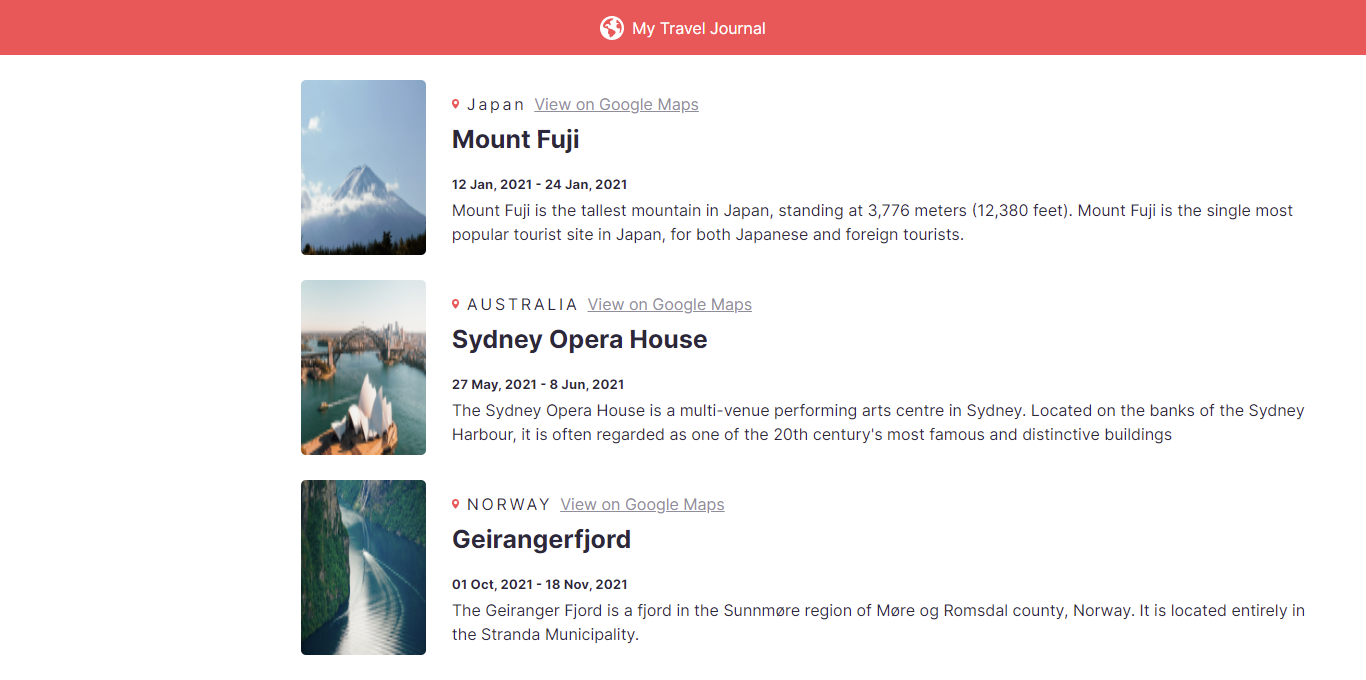 My Travel Journal
Japan View on Google Maps
Mount Fuji
12 Jan, 2021 - 24 Jan, 2021
Mount Fuji is the tallest mountain in Japan, standing at 3,776 meters (12,380 feet). Mount Fuji is the single most
popular tourist site in Japan, for both Japanese and foreign tourists.
AUSTRALIA View on Google Maps
Sydney Opera House
27 May, 2021 - 8 Jun, 2021
The Sydney Opera House is a multi-venue performing arts centre in Sydney. Located on the banks of the Sydney
Harbour, it is often regarded as one of the 20th century's most famous and distinctive buildings
NORWAY View on Google Maps
Geirangerfjord
01 Oct, 2021 - 18 Nov, 2021
The Geiranger Fjord is a fjord in the Sunnmøre region of Møre og Romsdal county, Norway. It is located entirely in
the Stranda Municipality.